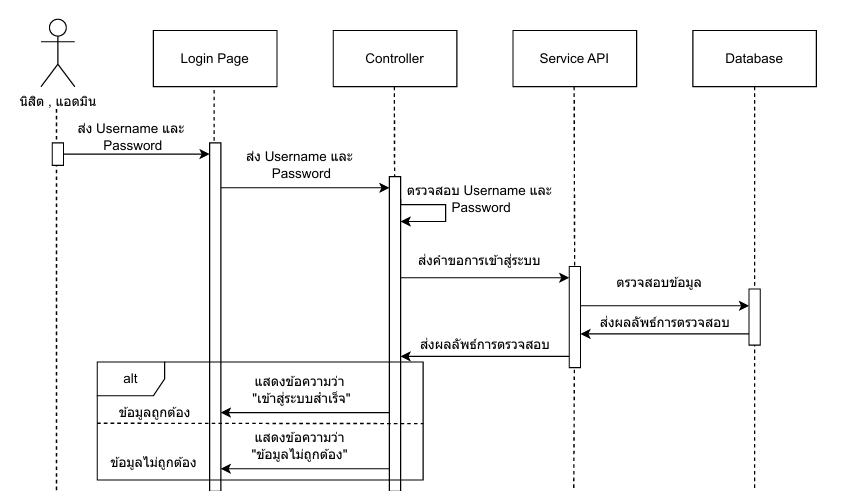 Login Page
Controller
Service API
Database
นิสิต , แอดมิน
ส่ง Username และ
Password
ส่ง Username และ
Password
ตรวจสอบ Username และ
Password
ส่งคำขอการเข้าสู่ระบบ
ตรวจสอบข้อมูล
ส่งผลลัพธ์การตรวจสอบ
ส่งผลลัพธ์การตรวจสอบ
alt
แสดงข้อความว่า
"เข้าสู่ระบบสำเร็จ"
ข้อมูลถูกต้อง
แสดงข้อความว่า
"ข้อมูลไม่ถูกต้อง"
ข้อมูลไม่ถูกต้อง